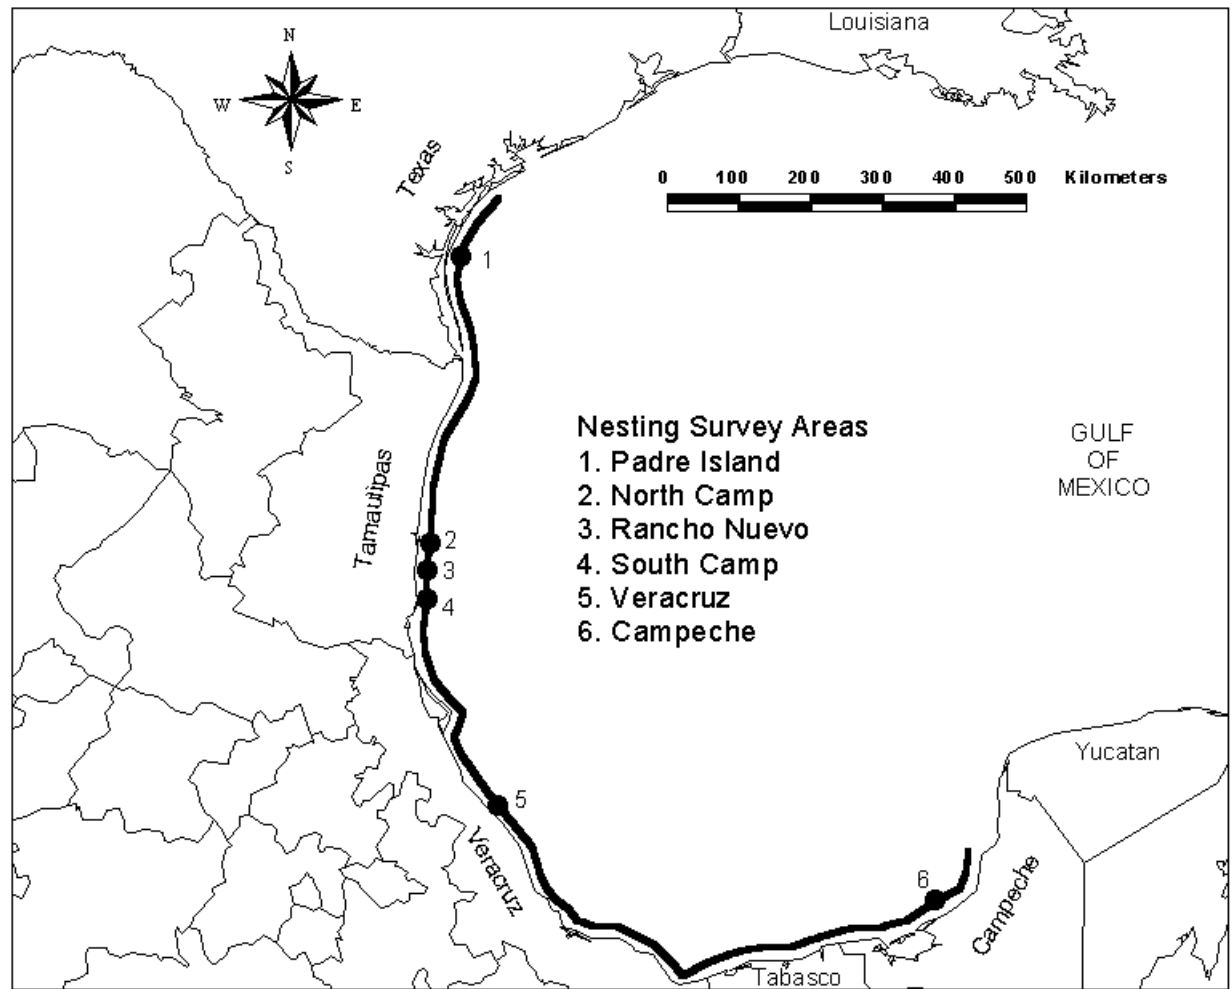 Louisiana
N
W E
S
Texas
0 100 200 300 400 500 Kilometers
1
Nesting Survey Areas
1. Padre Island
2. North Camp
3. Rancho Nuevo
4. South Camp
5. Veracruz
6. Campeche
GULF
OF
MEXICO
Tamaulipas
2
3
4
Yucatan
5
Veracruz
6
Campeche
Tabasco